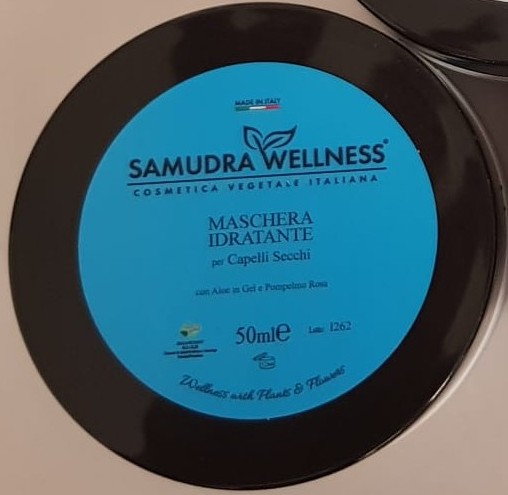 MADE IN ITALY
SAMUDRA WELLNESS®
COSMETICA VEGETALE ITALIANA
MASCHERA
IDRATANTE
per Capelli Secchi
con Aloe in Gel e Pompelmo Rosa
50ml℮
Lotto: 1262
Wellness with Plants & Flowers